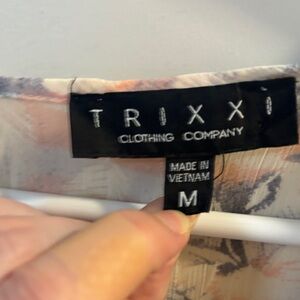 TRIXXi
CLOTHING COMPANY
MADE IN
VIETNAM
M